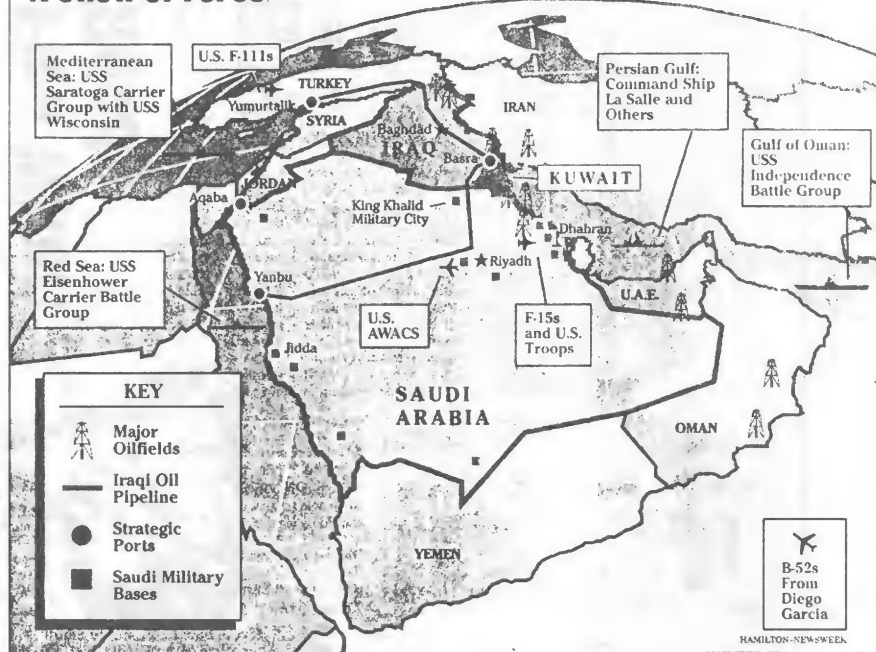 Mediterranean
Sea: USS
Saratoga Carrier
Group with USS
Wisconsin
U.S. F-111s
TURKEY
Yumurtalik
SYRIA
IRAN
Persian Gulf:
Command Ship
La Salle and
Others
Gulf of Oman:
USS
Independence
Battle Group
Baghdad
IRAQ
Basra
KUWAIT
JORDAN
Aqaba
King Khalid
Military City
Dhahran
Riyadh
Red Sea: USS
Eisenhower
Carrier Battle
Group
Yanbu
U.S.
AWACS
F-15s
and U.S.
Troops
U.A.E.
Jidda
SAUDI
ARABIA
OMAN
YEMEN
KEY
Major
Oilfields
Iraqi Oil
Pipeline
Strategic
Ports
Saudi Military
Bases
B-52s
From
Diego
Garcia
HAMILTON-NEWSWEEK